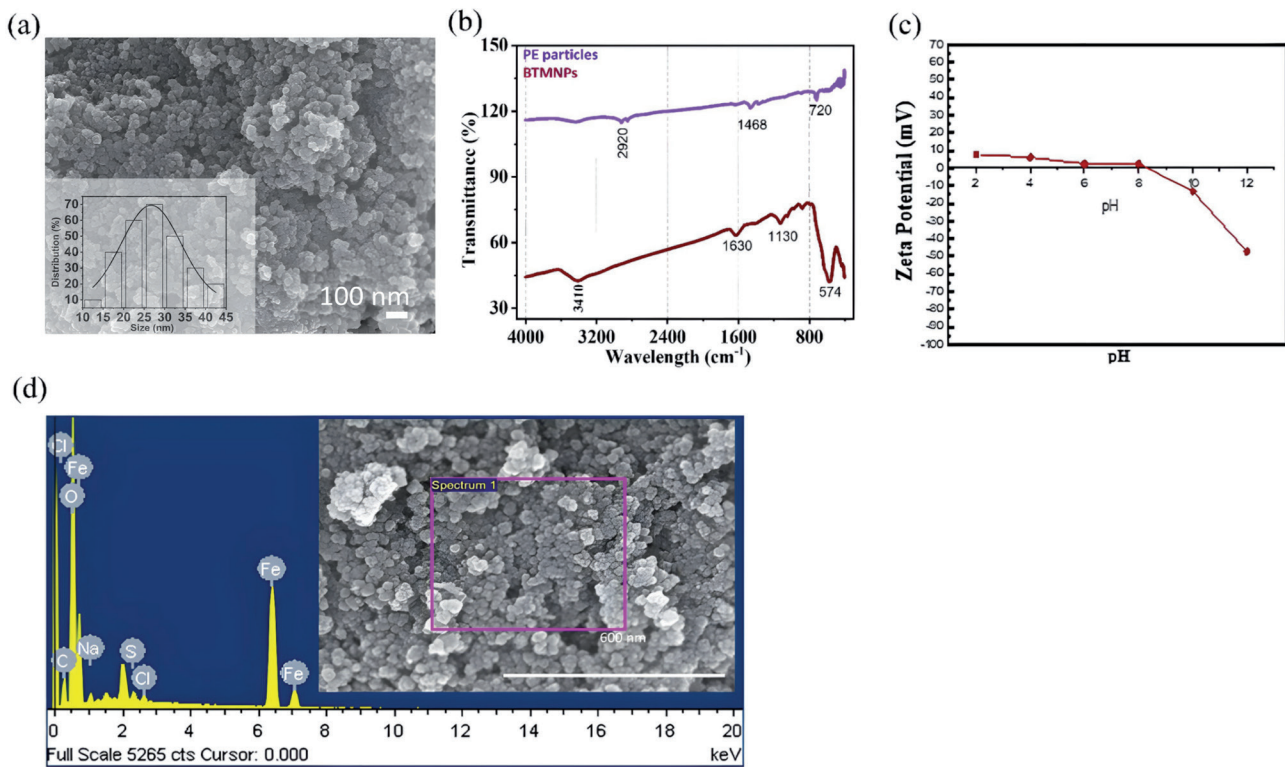 (a)
100 nm
Distribution (%)
70
60
50
40
30
20
10
10 15 20 25 30 35 40 45
Size (nm)
(b)
PE particles
BTMNPs
Transmittance (%)
150
120
90
60
30
2920
1468
720
3410
1630
1130
574
4000 3200 2400 1600 800
Wavelength (cm-1)
(c)
Zeta Potential (mV)
70
60
50
40
30
20
10
0
-10
-20
-30
-40
-50
-60
-70
-80
-90
-100
2 4 6 8 10 12
pH
pH
(d)
Cl
Fe
O
C
Na
S
Cl
Fe
Fe
Spectrum 1
600 nm
0 2 4 6 8 10 12 14 16 18 20
Full Scale 5265 cts Cursor: 0.000
keV